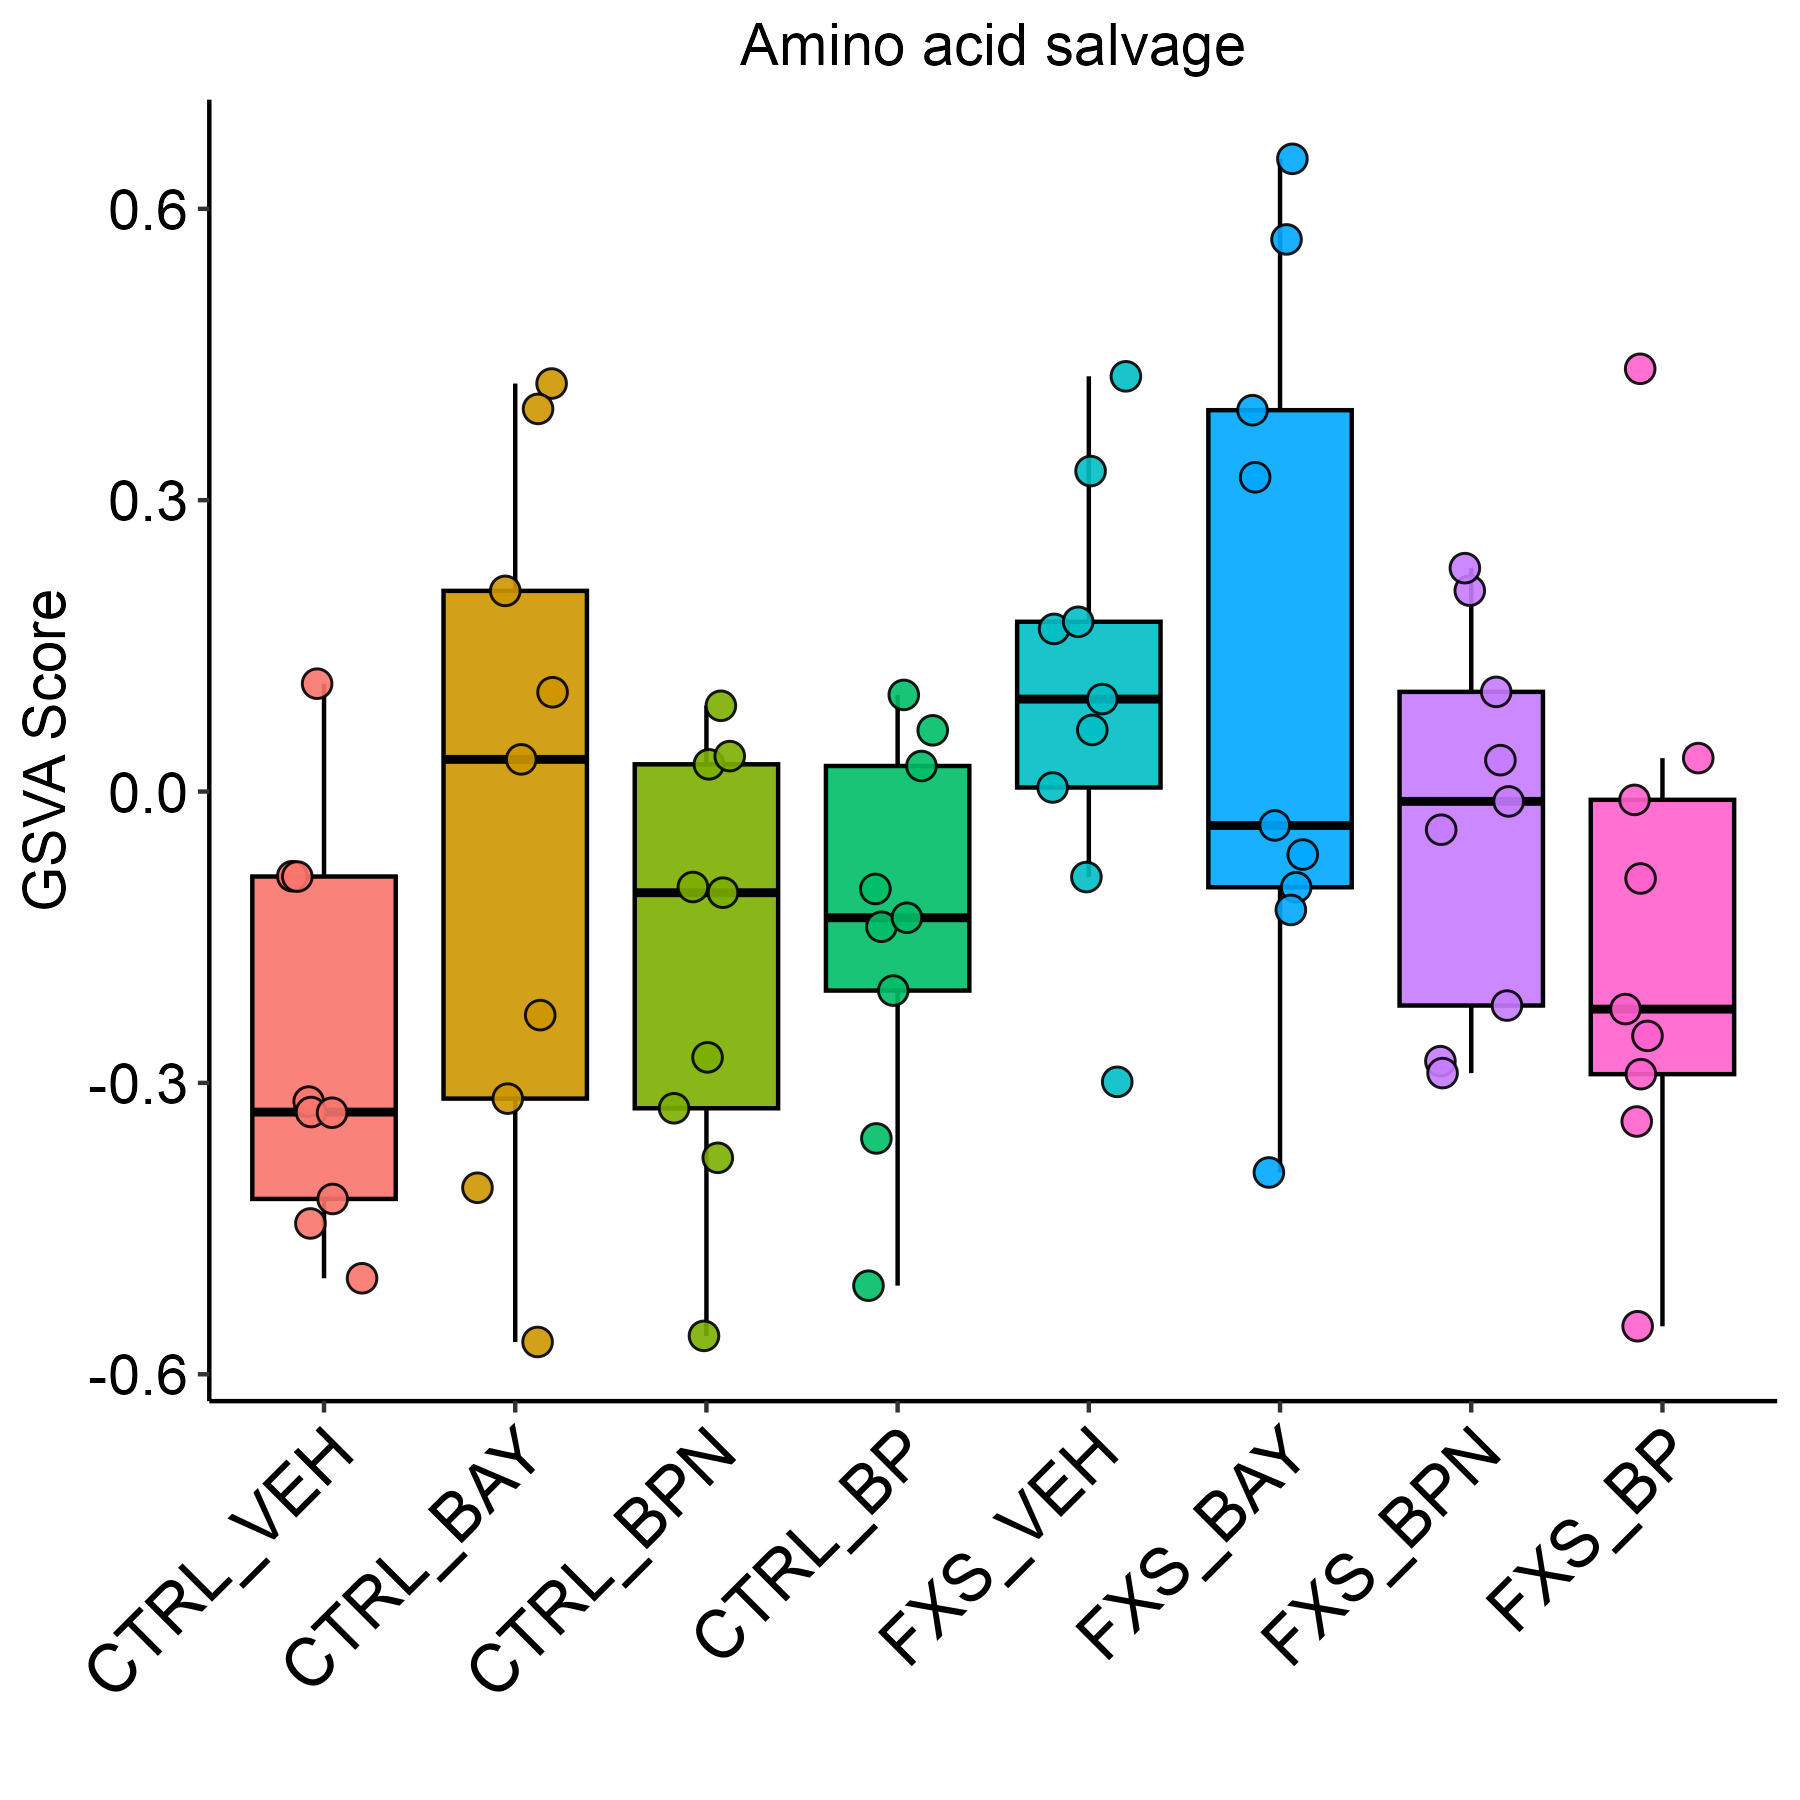 Amino acid salvage
GSVA Score
0.6
0.3
0.0
-0.3
-0.6
CTRL_VEH
CTRL_BAY
CTRL_BPN
CTRL_BP
FXS_VEH
FXS_BAY
FXS_BPN
FXS_BP